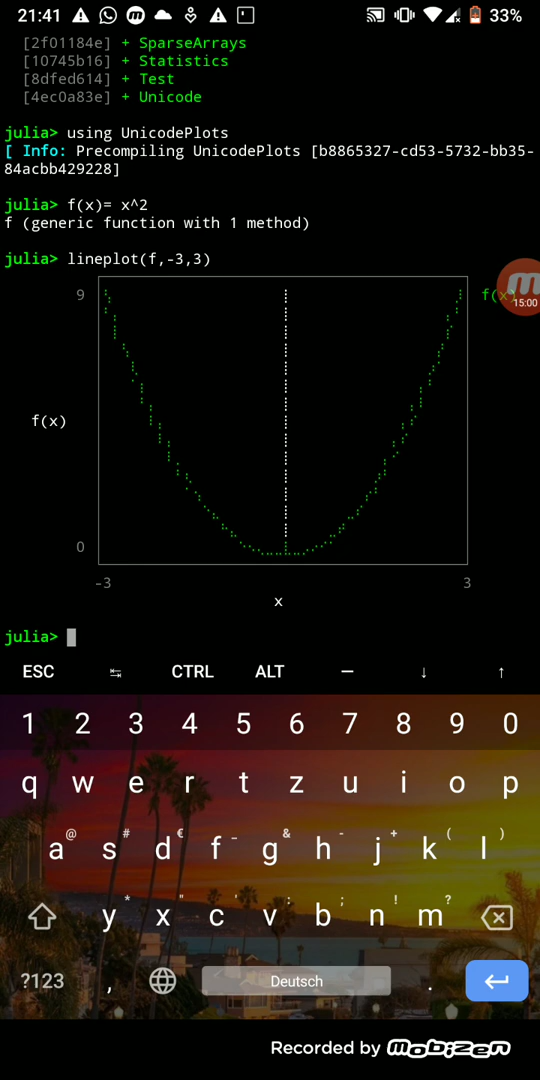 21:41 33%
[2f01184e] + SparseArrays
[10745b16] + Statistics
[8dfed614] + Test
[4ec0a83e] + Unicode
julia> using UnicodePlots
[ Info: Precompiling UnicodePlots [b8865327-cd53-5732-bb35-
84acbb429228]
julia> f(x)= x^2
f (generic function with 1 method)
julia> lineplot(f,-3,3)
9 f(x)
15:00
f(x)
0
-3 3
x
julia>
ESC ↹ CTRL ALT — ↓ ↑
1 2 3 4 5 6 7 8 9 0
q w e r t z u i o p
@ # € _ & - + ( )
a s d f g h j k l
* " ' : ; ! ?
y x c v b n m
?123 , Deutsch .
Recorded by mobizen